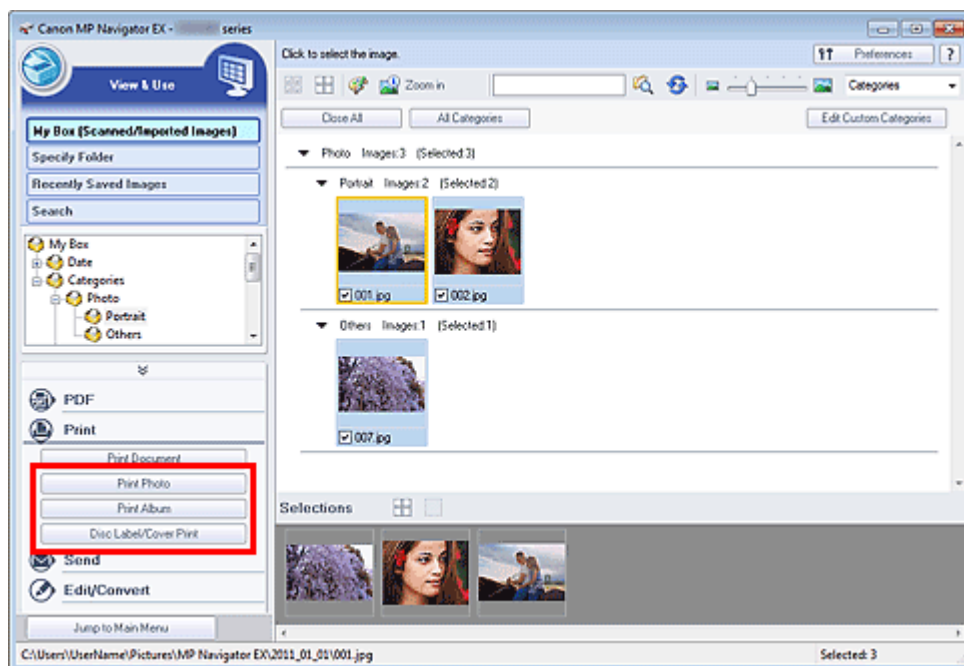 Canon MP Navigator EX - series
View & Use
My Box (Scanned/Imported Images)
Specify Folder
Recently Saved Images
Search
My Box
Date
Categories
Photo
Portrait
Others
PDF
Print
Print Document
Print Photo
Print Album
Disc Label/Cover Print
Send
Edit/Convert
Jump to Main Menu
Click to select the image.
Preferences ?
Zoom in
Categories
Close All All Categories Edit Custom Categories
Photo Images:3 (Selected:3)
Portrait Images:2 (Selected:2)
001.jpg 002.jpg
Others Images:1 (Selected:1)
007.jpg
Selections
C:\Users\UserName\Pictures\MP Navigator EX\2011_01_01\001.jpg Selected: 3